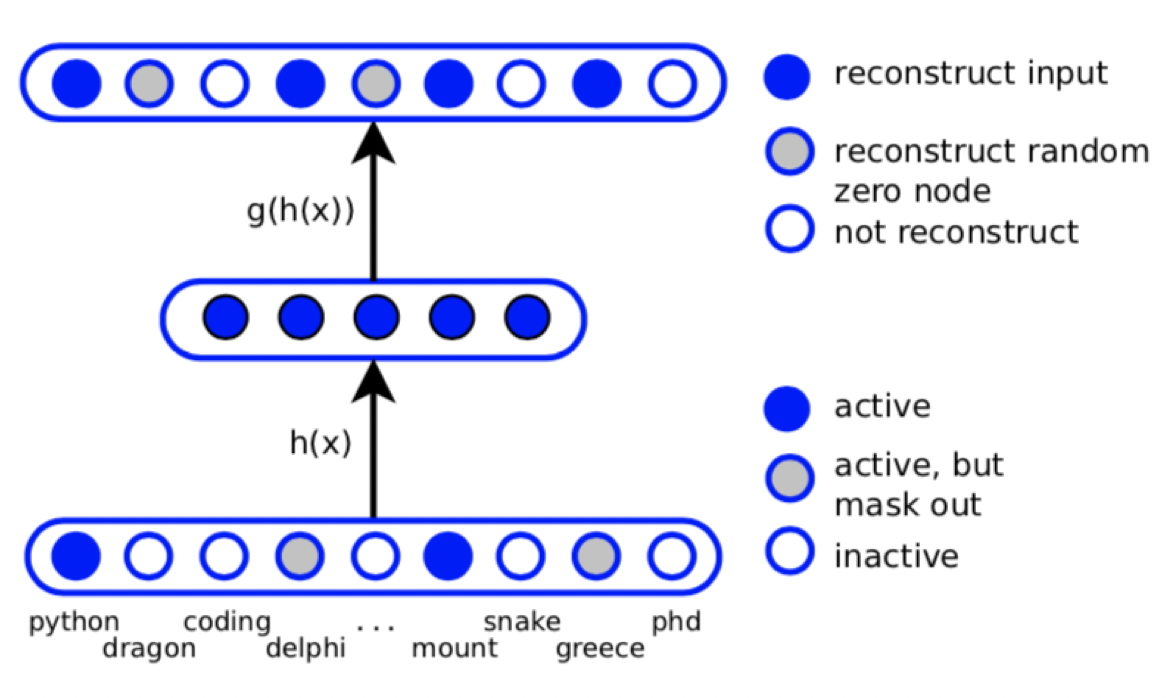 reconstruct input
reconstruct random
zero node
not reconstruct
g(h(x))
h(x)
active
active, but
mask out
inactive
python coding ... snake phd
dragon delphi mount greece